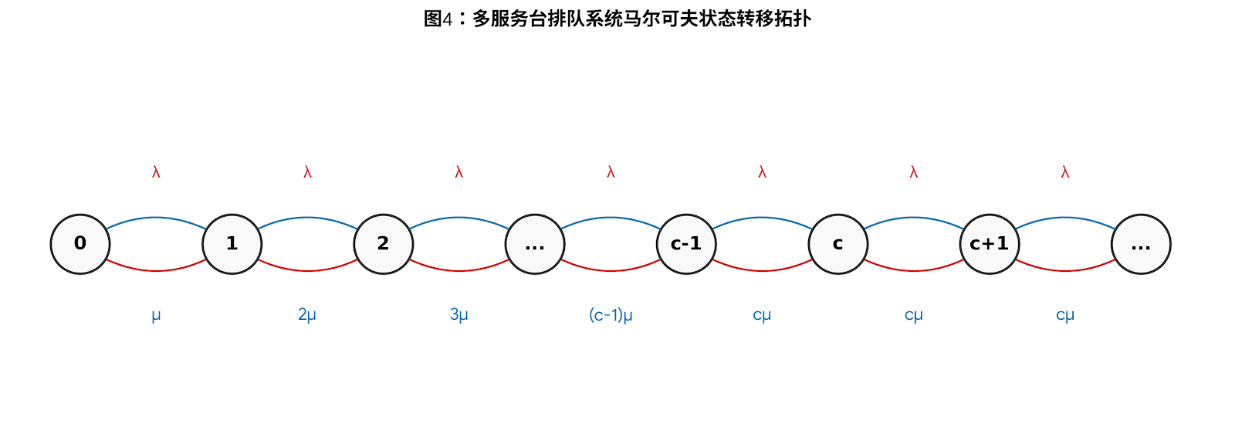 图4：多服务台排队系统马尔可夫状态转移拓扑
λ λ λ λ λ λ λ
0 1 2 ... c-1 c c+1 ...
μ 2μ 3μ (c-1)μ cμ cμ cμ